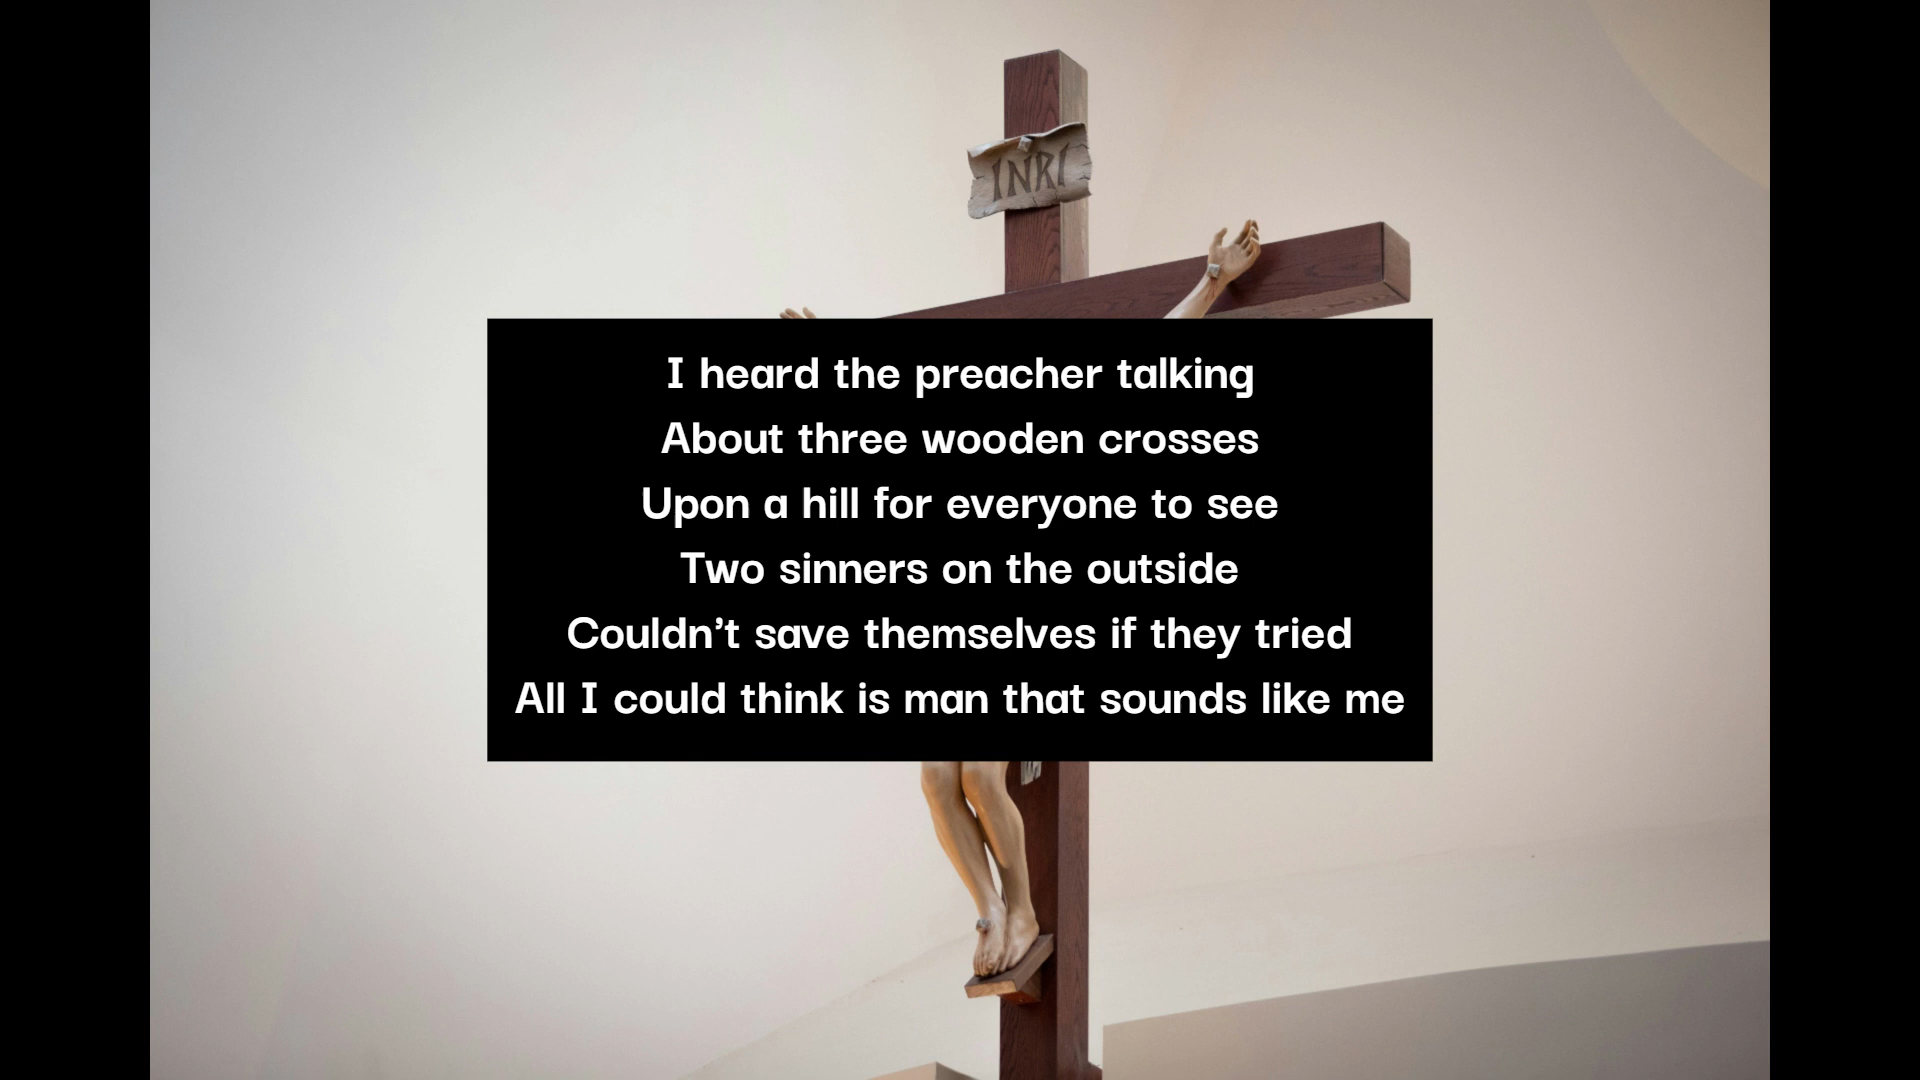 INRI
I heard the preacher talking
About three wooden crosses
Upon a hill for everyone to see
Two sinners on the outside
Couldn’t save themselves if they tried
All I could think is man that sounds like me